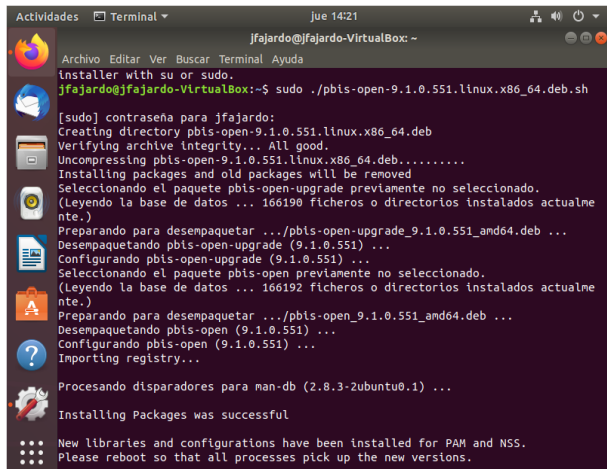 Actividades Terminal jue 14:21
jfajardo@jfajardo-VirtualBox: ~
Archivo Editar Ver Buscar Terminal Ayuda
installer with su or sudo.
jfajardo@jfajardo-VirtualBox:~$ sudo ./pbis-open-9.1.0.551.linux.x86_64.deb.sh
[sudo] contraseña para jfajardo:
Creating directory pbis-open-9.1.0.551.linux.x86_64.deb
Verifying archive integrity... All good.
Uncompressing pbis-open-9.1.0.551.linux.x86_64.deb..........
Installing packages and old packages will be removed
Seleccionando el paquete pbis-open-upgrade previamente no seleccionado.
(Leyendo la base de datos ... 166190 ficheros o directorios instalados actualme
nte.)
Preparando para desempaquetar .../pbis-open-upgrade_9.1.0.551_amd64.deb ...
Desempaquetando pbis-open-upgrade (9.1.0.551) ...
Configurando pbis-open-upgrade (9.1.0.551) ...
Seleccionando el paquete pbis-open previamente no seleccionado.
(Leyendo la base de datos ... 166192 ficheros o directorios instalados actualme
nte.)
Preparando para desempaquetar .../pbis-open_9.1.0.551_amd64.deb ...
Desempaquetando pbis-open (9.1.0.551) ...
Configurando pbis-open (9.1.0.551) ...
Importing registry...
Procesando disparadores para man-db (2.8.3-2ubuntu0.1) ...
Installing Packages was successful
New libraries and configurations have been installed for PAM and NSS.
Please reboot so that all processes pick up the new versions.